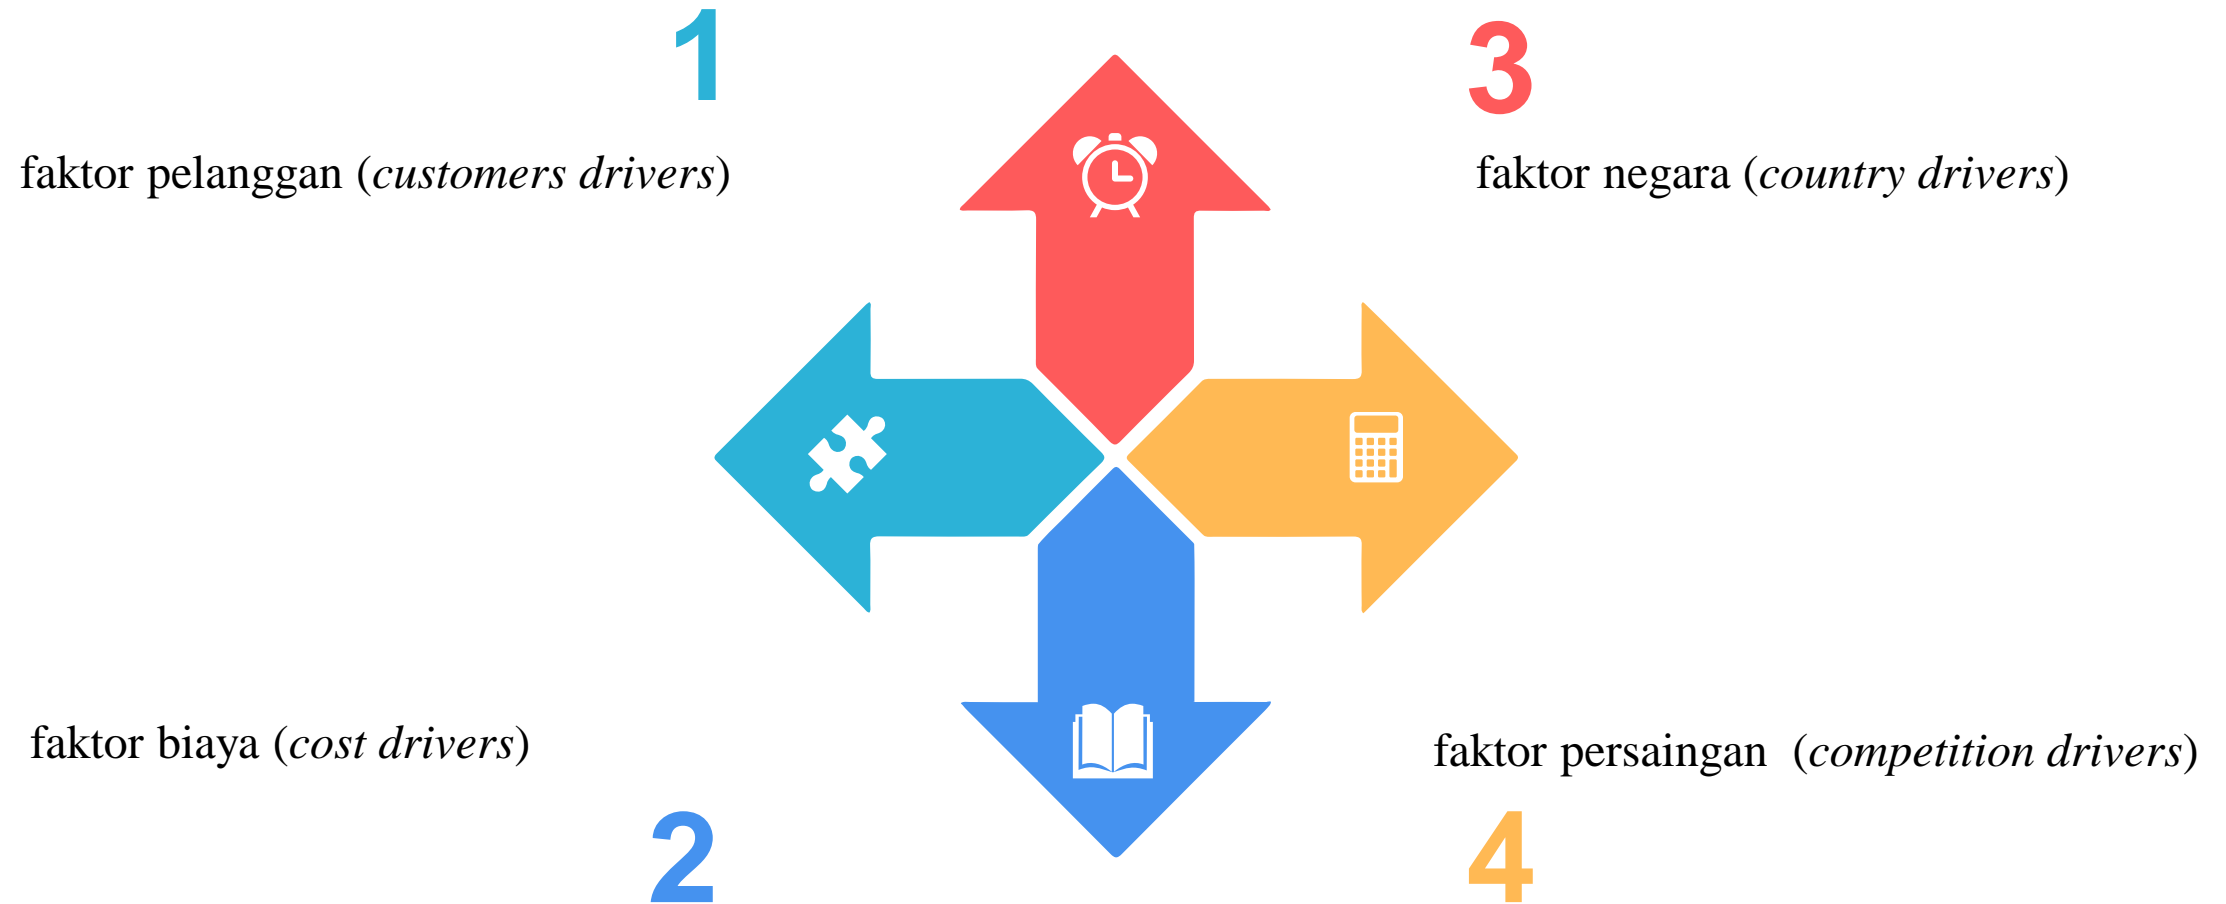 1
faktor pelanggan (customers drivers)
faktor biaya (cost drivers)
2
3
faktor negara (country drivers)
faktor persaingan (competition drivers)
4